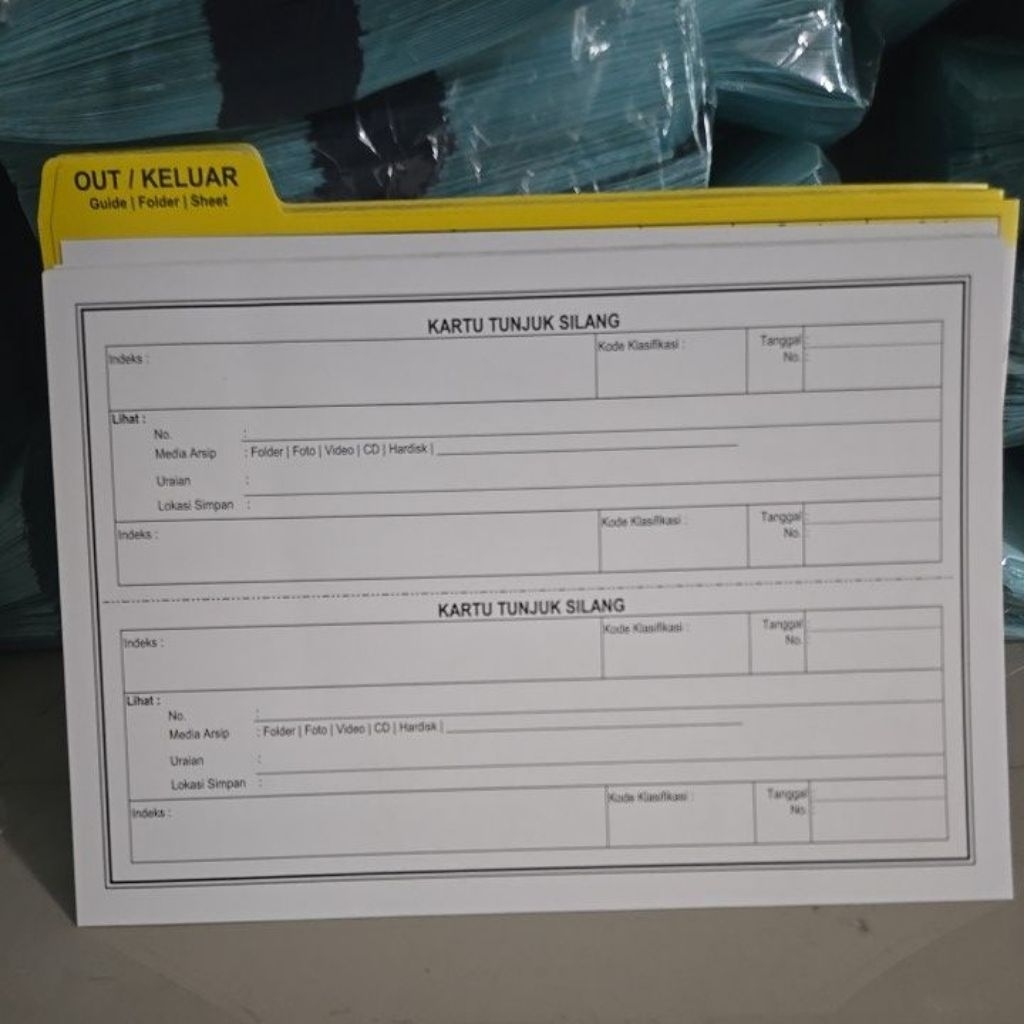 OUT / KELUAR
Guide | Folder | Sheet
KARTU TUNJUK SILANG
Indeks :
Kode Klasifikasi :
Tanggal :
No. :
Lihat :
No. :
Media Arsip : Folder | Foto | Video | CD | Hardisk |
Uraian :
Lokasi Simpan :
Indeks :
Kode Klasifikasi :
Tanggal :
No. :
KARTU TUNJUK SILANG
Indeks :
Kode Klasifikasi :
Tanggal :
No. :
Lihat :
No. :
Media Arsip : Folder | Foto | Video | CD | Hardisk |
Uraian :
Lokasi Simpan :
Indeks :
Kode Klasifikasi :
Tanggal :
No. :